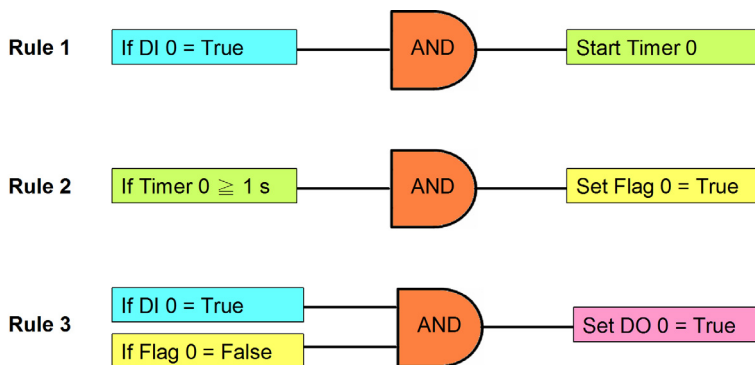 Rule 1 If DI 0 = True AND Start Timer 0
Rule 2 If Timer 0 ≧ 1 s AND Set Flag 0 = True
If DI 0 = True
Rule 3 AND Set DO 0 = True
If Flag 0 = False